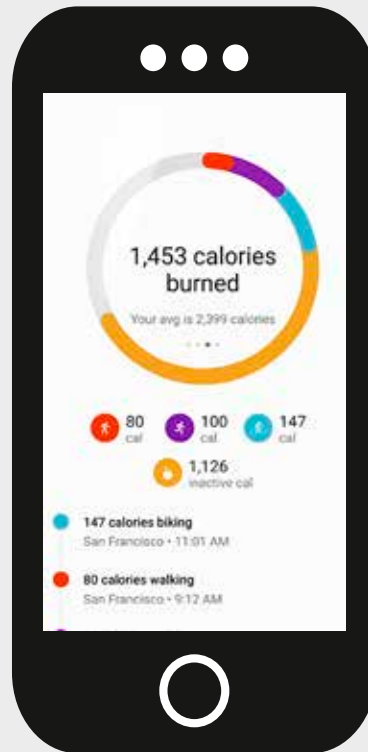 1,453 calories
burned
Your avg is 2,399 calories
80
cal
100
cal
147
cal
1,126
inactive cal
147 calories biking
San Francisco • 11:01 AM
80 calories walking
San Francisco • 9:12 AM